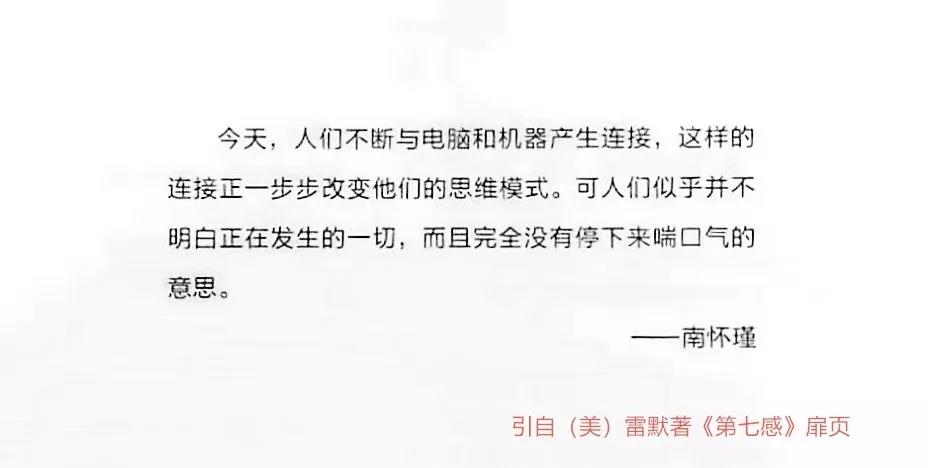 今天，人们不断与电脑和机器产生连接，这样的
连接正一步步改变他们的思维模式。可人们似乎并不
明白正在发生的一切，而且完全没有停下来喘口气的
意思。
——南怀瑾
引自（美）雷默著《第七感》扉页